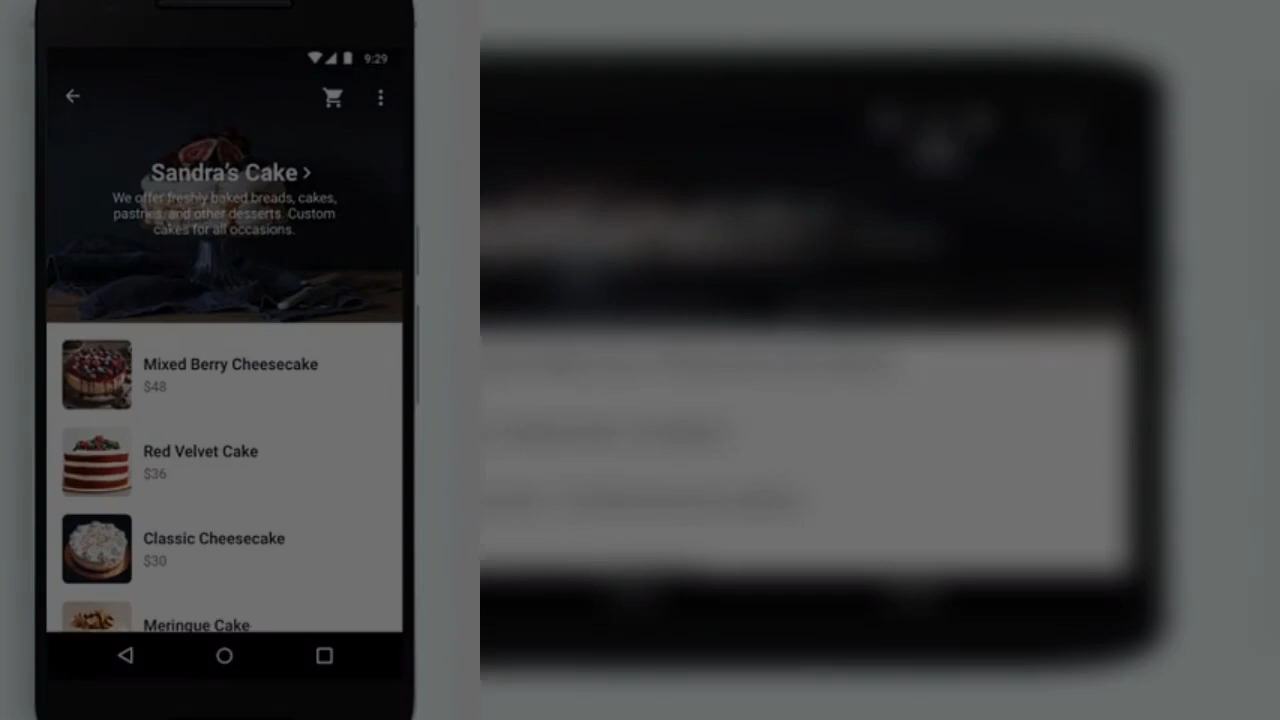 9:29
Sandra's Cake ›
We offer freshly baked breads, cakes,
pastries, and other desserts. Custom
cakes for all occasions.
Mixed Berry Cheesecake
$48
Red Velvet Cake
$36
Classic Cheesecake
$30
Meringue Cake